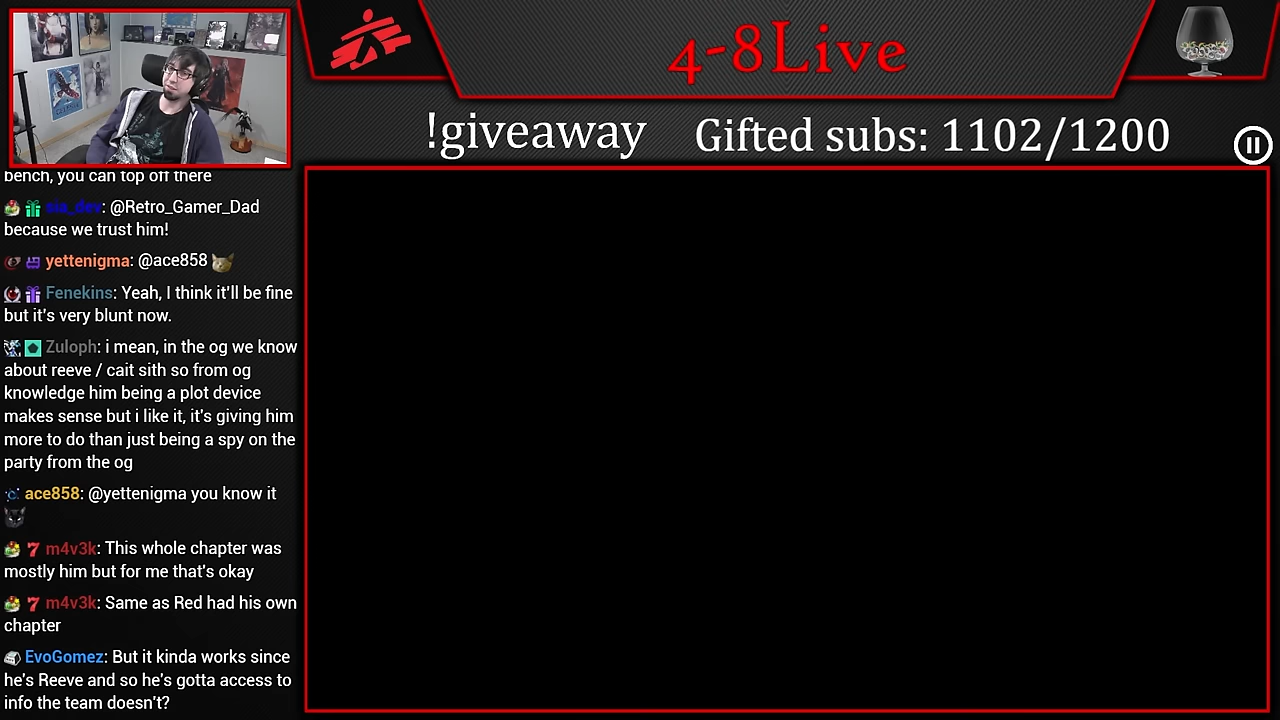 4-8Live
!giveaway Gifted subs: 1102/1200
bench, you can top off there
sia_dev: @Retro_Gamer_Dad
because we trust him!
yettenigma: @ace858
Fenekins: Yeah, I think it'll be fine
but it's very blunt now.
Zuloph: i mean, in the og we know
about reeve / cait sith so from og
knowledge him being a plot device
makes sense but i like it, it's giving him
more to do than just being a spy on the
party from the og
ace858: @yettenigma you know it
m4v3k: This whole chapter was
mostly him but for me that's okay
m4v3k: Same as Red had his own
chapter
EvoGomez: But it kinda works since
he's Reeve and so he's gotta access to
info the team doesn't?